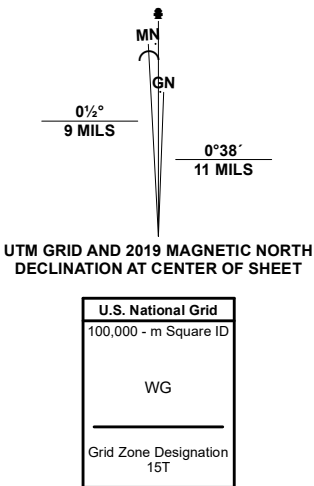 MN
GN
0½°
9 MILS
0°38´
11 MILS
UTM GRID AND 2019 MAGNETIC NORTH
DECLINATION AT CENTER OF SHEET
U.S. National Grid
100,000 - m Square ID
WG
Grid Zone Designation
15T